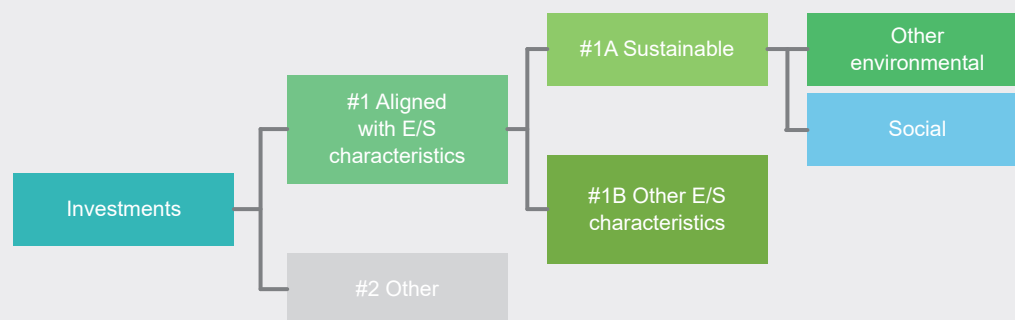 Investments
#1 Aligned
with E/S
characteristics
#2 Other
#1A Sustainable
#1B Other E/S
characteristics
Other
environmental
Social